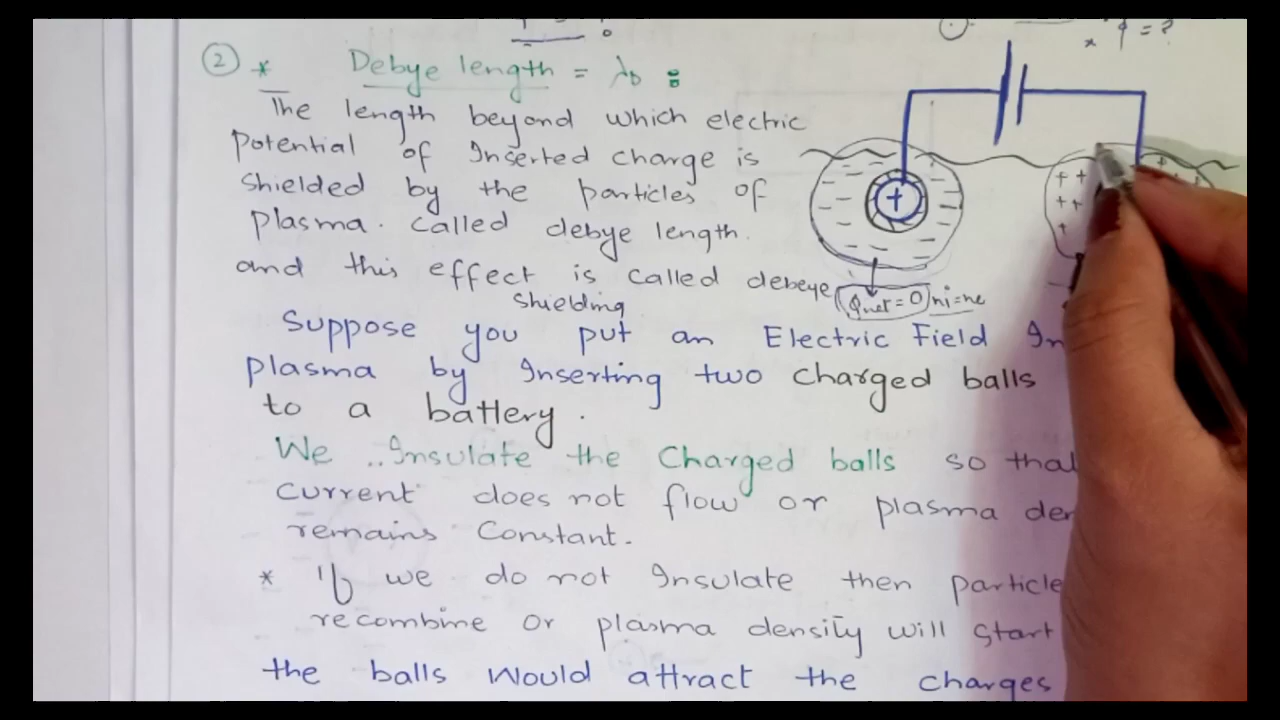 ② * Debye length = λD :
The length beyond which electric
potential of Inserted charge is
shielded by the particles of
plasma. called debye length.
and this effect is called debeye
shielding
Suppose you put an Electric Field In
plasma by Inserting two charged balls
to a battery.
We Insulate the charged balls so that
current does not flow or plasma den
remains Constant.
* If we do not Insulate then particle
recombine or plasma density will start
the balls would attract the charges
* φ = ?
+
φnet = 0 ni = ne